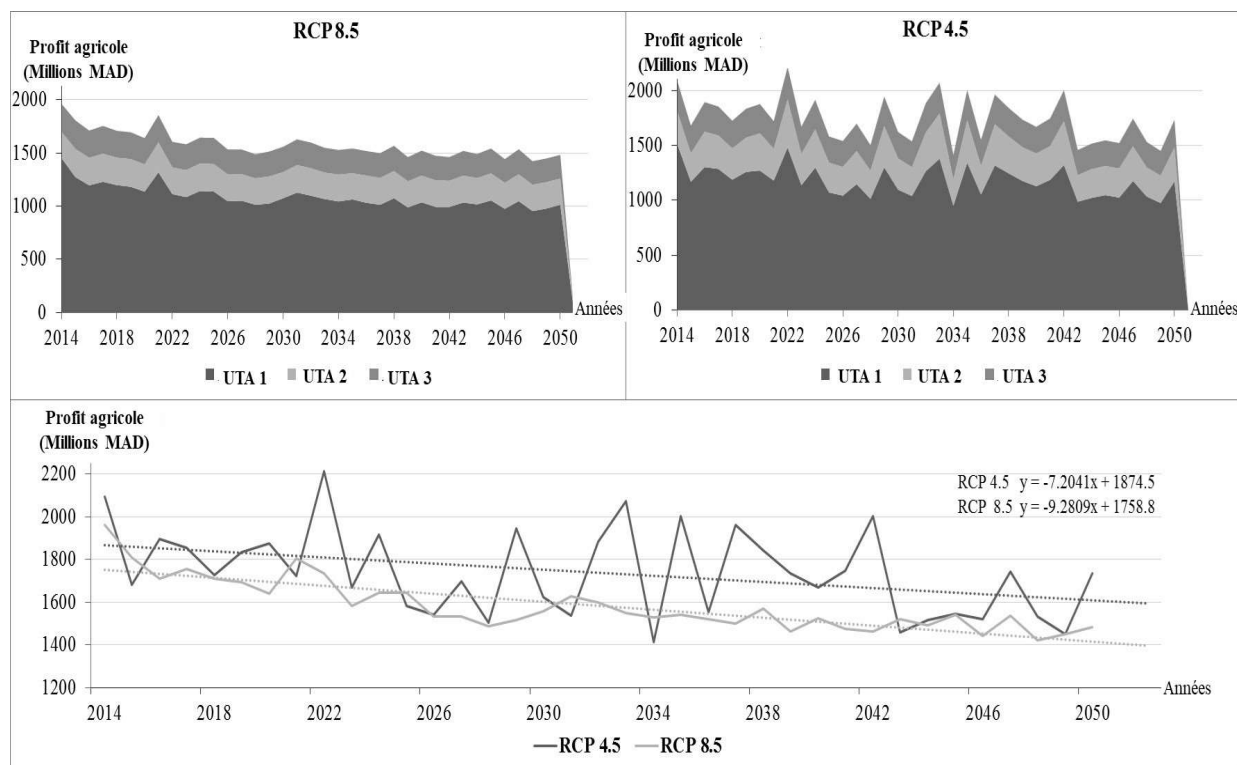 RCP 8.5
Profit agricole
(Millions MAD)
2000
1500
1000
500
0
Années
2014 2018 2022 2026 2030 2034 2038 2042 2046 2050
UTA 1 UTA 2 UTA 3
RCP 4.5
Profit agricole
(Millions MAD)
2000
1500
1000
500
0
Années
2014 2018 2022 2026 2030 2034 2038 2042 2046 2050
UTA 1 UTA 2 UTA 3
Profit agricole
(Millions MAD)
2200
2000
1800
1600
1400
1200
RCP 4.5 y = -7.2041x + 1874.5
RCP 8.5 y = -9.2809x + 1758.8
Années
2014 2018 2022 2026 2030 2034 2038 2042 2046 2050
RCP 4.5 RCP 8.5